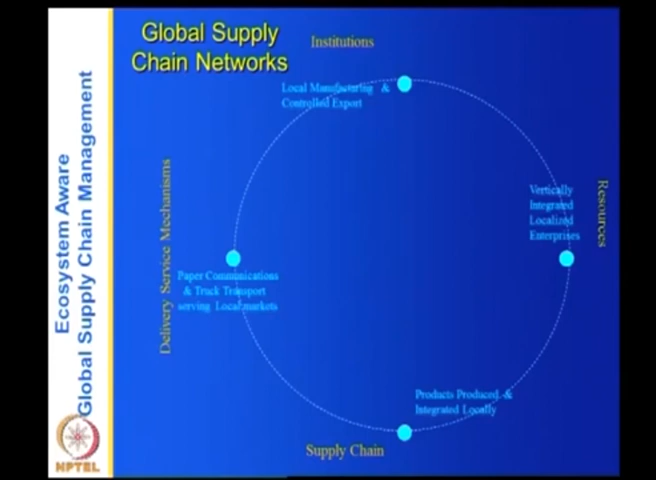 Global Supply
Chain Networks
Institutions
Local Manufacturing &
Controlled Export
Vertically
Integrated
Localized
Enterprises
Resources
Delivery Service Mechanisms
Paper Communications
& Truck Transport
serving Local markets
Products Produced &
Integrated Locally
Supply Chain
Ecosystem Aware
Global Supply Chain Management
NPTEL